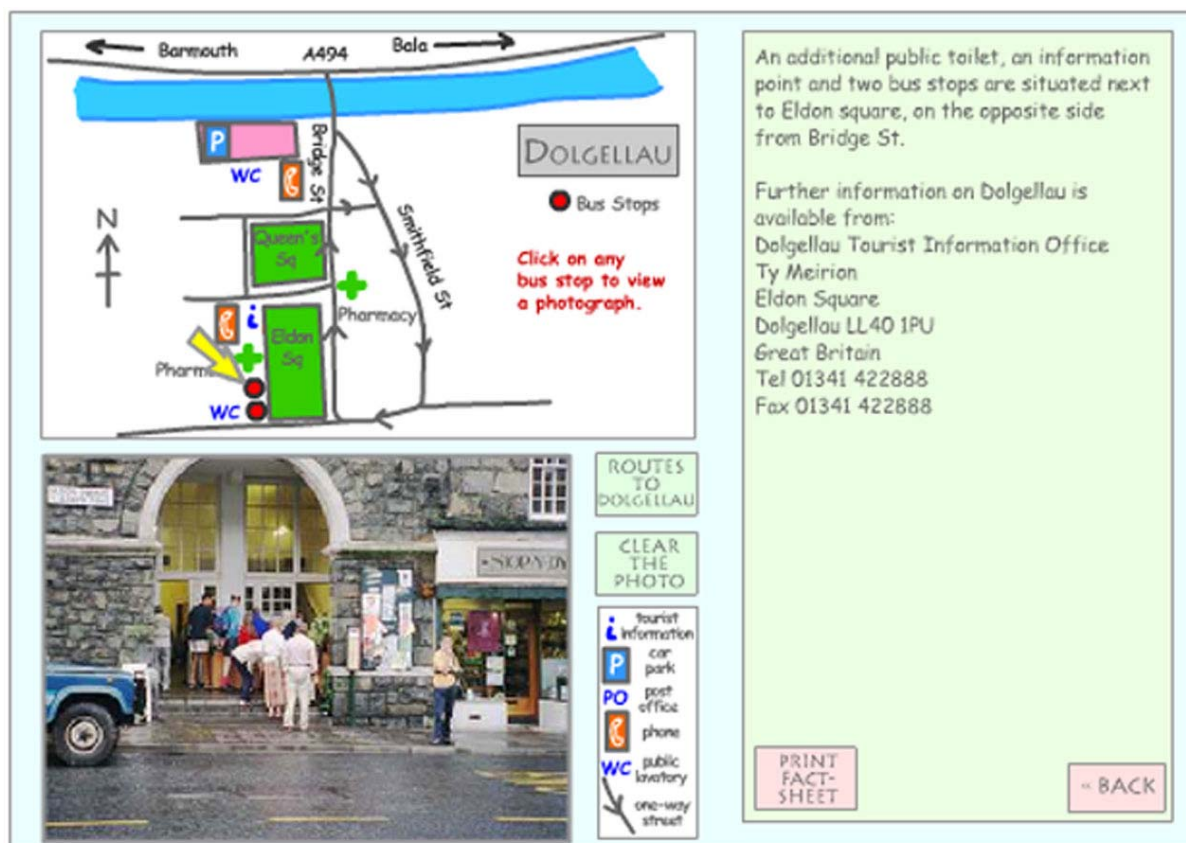 Barmouth A494 Bala
P
WC
Bridge St
DOLGELLAU
Bus Stops
N
Queen's
Sq
Smithfield St
Click on any
bus stop to view
a photograph.
i
Pharmacy
Eldon
Sq
WC
An additional public toilet, an information
point and two bus stops are situated next
to Eldon square, on the opposite side
from Bridge St.
Further information on Dolgellau is
available from:
Dolgellau Tourist Information Office
Ty Meirion
Eldon Square
Dolgellau LL40 1PU
Great Britain
Tel 01341 422888
Fax 01341 422888
ROUTES
TO
DOLGELLAU
CLEAR
THE
PHOTO
i tourist
information
P car
park
PO post
office
phone
WC public
lavatory
one-way
street
PRINT
FACT-
SHEET
« BACK